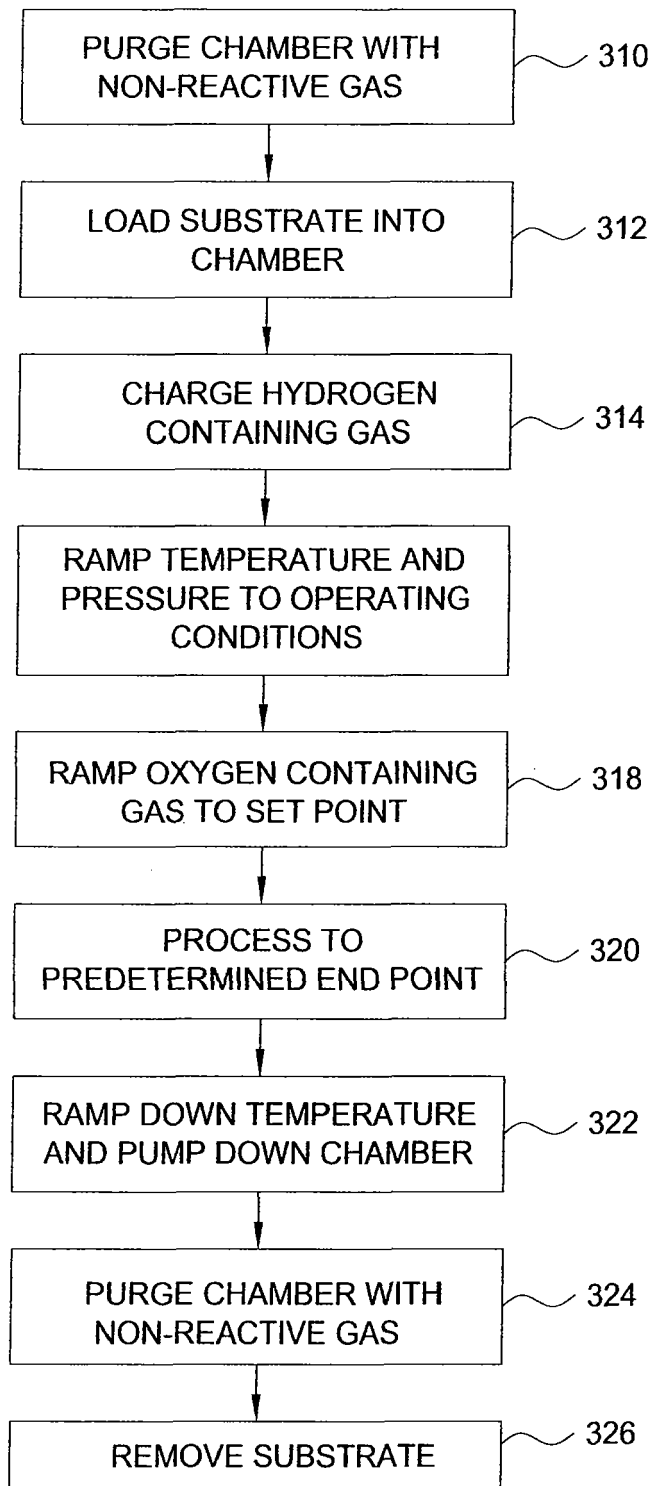 PURGE CHAMBER WITH
NON-REACTIVE GAS
310
LOAD SUBSTRATE INTO
CHAMBER
312
CHARGE HYDROGEN
CONTAINING GAS
314
RAMP TEMPERATURE AND
PRESSURE TO OPERATING
CONDITIONS
RAMP OXYGEN CONTAINING
GAS TO SET POINT
318
PROCESS TO
PREDETERMINED END POINT
320
RAMP DOWN TEMPERATURE
AND PUMP DOWN CHAMBER
322
PURGE CHAMBER WITH
NON-REACTIVE GAS
324
REMOVE SUBSTRATE
326